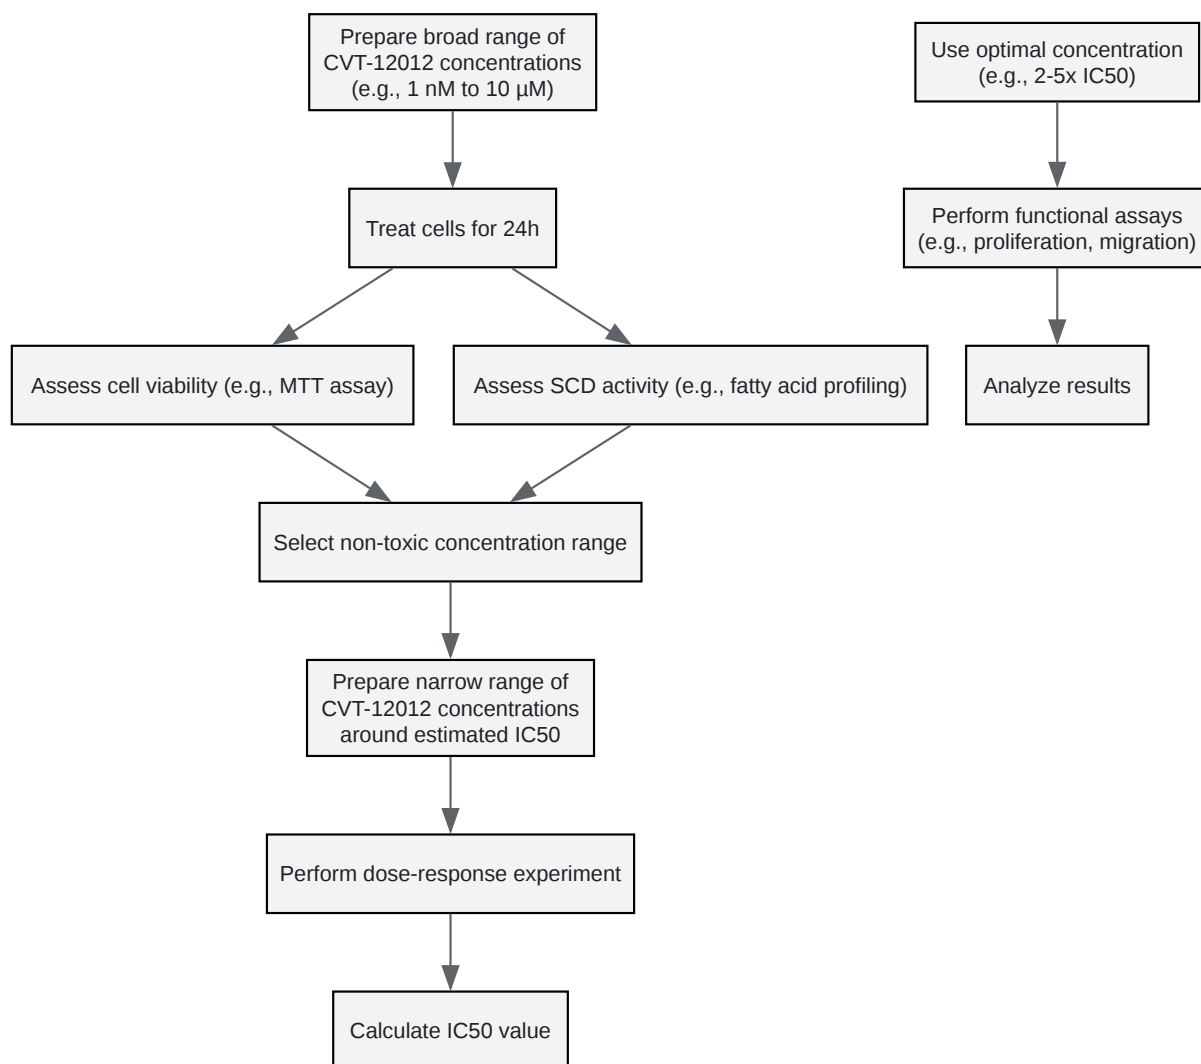 Prepare broad range of
CVT-12012 concentrations
(e.g., 1 nM to 10 µM)
Treat cells for 24h
Assess cell viability (e.g., MTT assay)
Assess SCD activity (e.g., fatty acid profiling)
Select non-toxic concentration range
Prepare narrow range of
CVT-12012 concentrations
around estimated IC50
Perform dose-response experiment
Calculate IC50 value
Use optimal concentration
(e.g., 2-5x IC50)
Perform functional assays
(e.g., proliferation, migration)
Analyze results